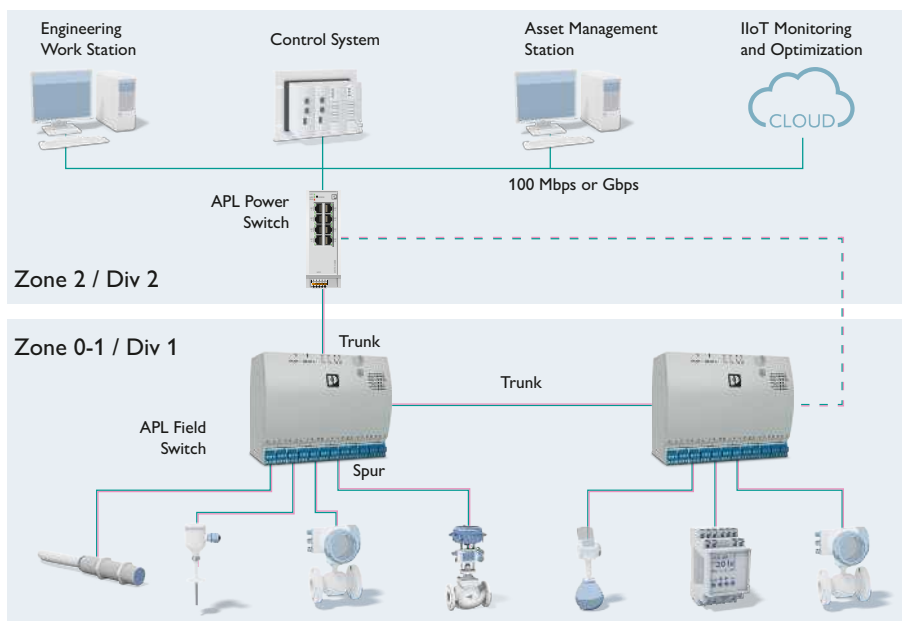 Engineering
Work Station
Control System
Asset Management
Station
IIoT Monitoring
and Optimization
CLOUD
100 Mbps or Gbps
APL Power
Switch
Zone 2 / Div 2
Zone 0-1 / Div 1
Trunk
Trunk
APL Field
Switch
Spur